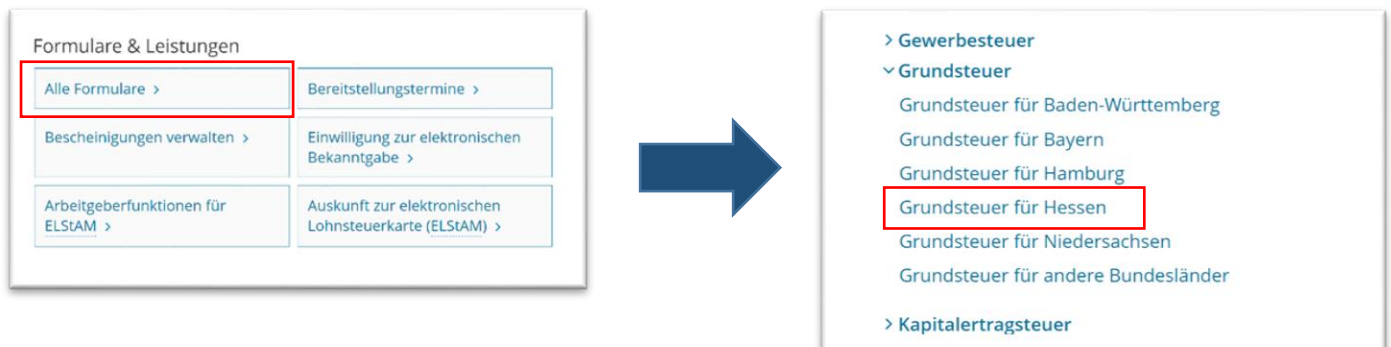 Formulare & Leistungen
Alle Formulare >
Bereitstellungstermine >
Bescheinigungen verwalten >
Einwilligung zur elektronischen
Bekanntgabe >
Arbeitgeberfunktionen für
ELStAM >
Auskunft zur elektronischen
Lohnsteuerkarte (ELStAM) >
> Gewerbesteuer
Grundsteuer
Grundsteuer für Baden-Württemberg
Grundsteuer für Bayern
Grundsteuer für Hamburg
Grundsteuer für Hessen
Grundsteuer für Niedersachsen
Grundsteuer für andere Bundesländer
> Kapitalertragsteuer